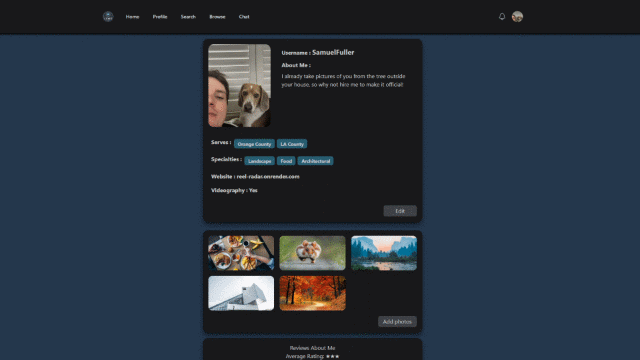 Home Profile Search Browse Chat
Username : SamuelFuller
About Me :
I already take pictures of you from the tree outside
your house, so why not hire me to make it official!
Serves : Orange County LA County
Specialties : Landscape Food Architectural
Website : reel-radar.onrender.com
Videography : Yes
Edit
Add photos
Reviews About Me
Average Rating: ★★★